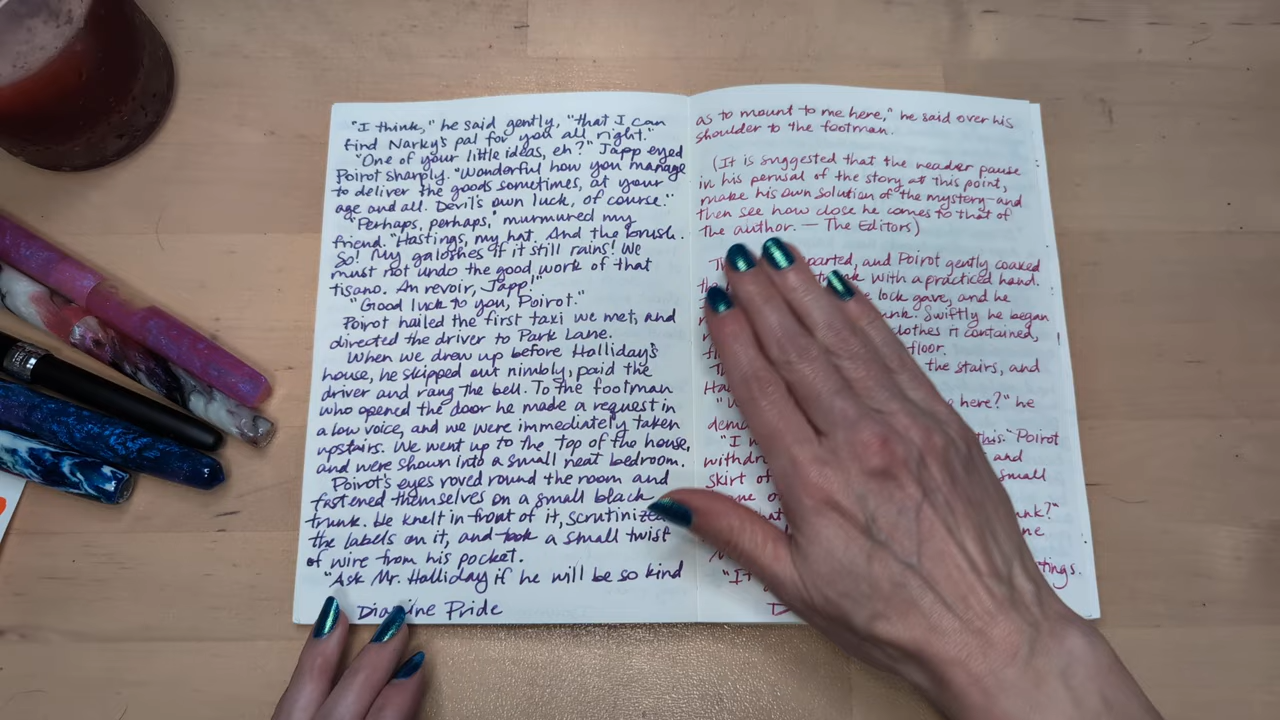 "I think," he said gently, "that I can
find Narky's pal for you all right."
"One of your little ideas, eh?" Japp eyed
Poirot sharply. "Wonderful how you manage
to deliver the goods sometimes, at your
age and all. Devil's own luck, of course."
"Perhaps, perhaps," murmured my
friend. "Hastings, my hat. And the brush.
So! My galoshes if it still rains! We
must not undo the good work of that
tisano. An revoir, Japp!"
"Good luck to you, Poirot."
Poirot hailed the first taxi we met, and
directed the driver to Park Lane.
When we drew up before Holliday's
house, he skipped out nimbly, paid the
driver and rang the bell. To the footman
who opened the door he made a request in
a low voice, and we were immediately taken
upstairs. We went up to the top of the house,
and were shown into a small neat bedroom.
Poirot's eyes roved round the room and
fastened themselves on a small black
trunk. He knelt in front of it, scrutinized
the labels on it, and took a small twist
of wire from his pocket.
"Ask Mr. Holliday if he will be so kind
Pride
as to mount to me here," he said over his
shoulder to the footman.
(It is suggested that the reader pause
in his perusal of the story at this point,
make his own solution of the mystery—and
then see how close he comes to that of
the author. — The Editors)
parted, and Poirot gently coaxed
with a practiced hand.
lock gave, and he
Swiftly he began
clothes it contained,
floor.
the stairs, and
here?" he
"I
this." Poirot
withdr and
skirt of small
"It